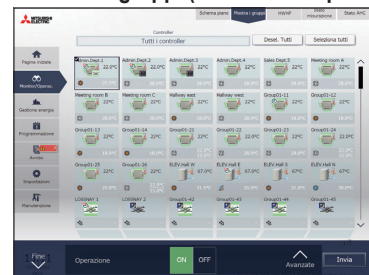 grupp
MITSUBISHI
ELECTRIC
Schema piano
Mostra i gruppi
HWHP
Stato
misurazione
Stato AHC
Controller
Tutti i controller
Desel. Tutti
Seleziona tutti
Pagina iniziale
Monitor/Operaz.
Gestione energia
Programmazione
Avviso
Impostazioni
Manutenzione
Admin.Dept.1
Admin.Dept.2
Admin.Dept.3
Admin.Dept.4
Sales Dept.5
Meeting room A
22.0°C
22.0°C
22°C
22°C
22°C
22°C
Meeting room B
Meeting room C
Hallway east
Hallway west
Group01-11
Group01-12
22°C
22°C
22°C
22°C
22°C
22°C
Group01-13
Group01-14
Group01-21
Group01-22
Group01-23
Group01-24
22°C
22°C
22°C
22.0°C
22°C
22.0°C
Group01-25
Group01-26
ELEV.Hall W
ELEV.Hall E
ELEV.Hall S
ELEV.Hall N
22°C
22°C
67.0°C
67.0°C
67°C
67°C
LOSSNAY 1
LOSSNAY 2
Group01-42
Group01-43
Group01-44
Group01-45
Fine
Operazione
ON
OFF
Avanzate
Invia